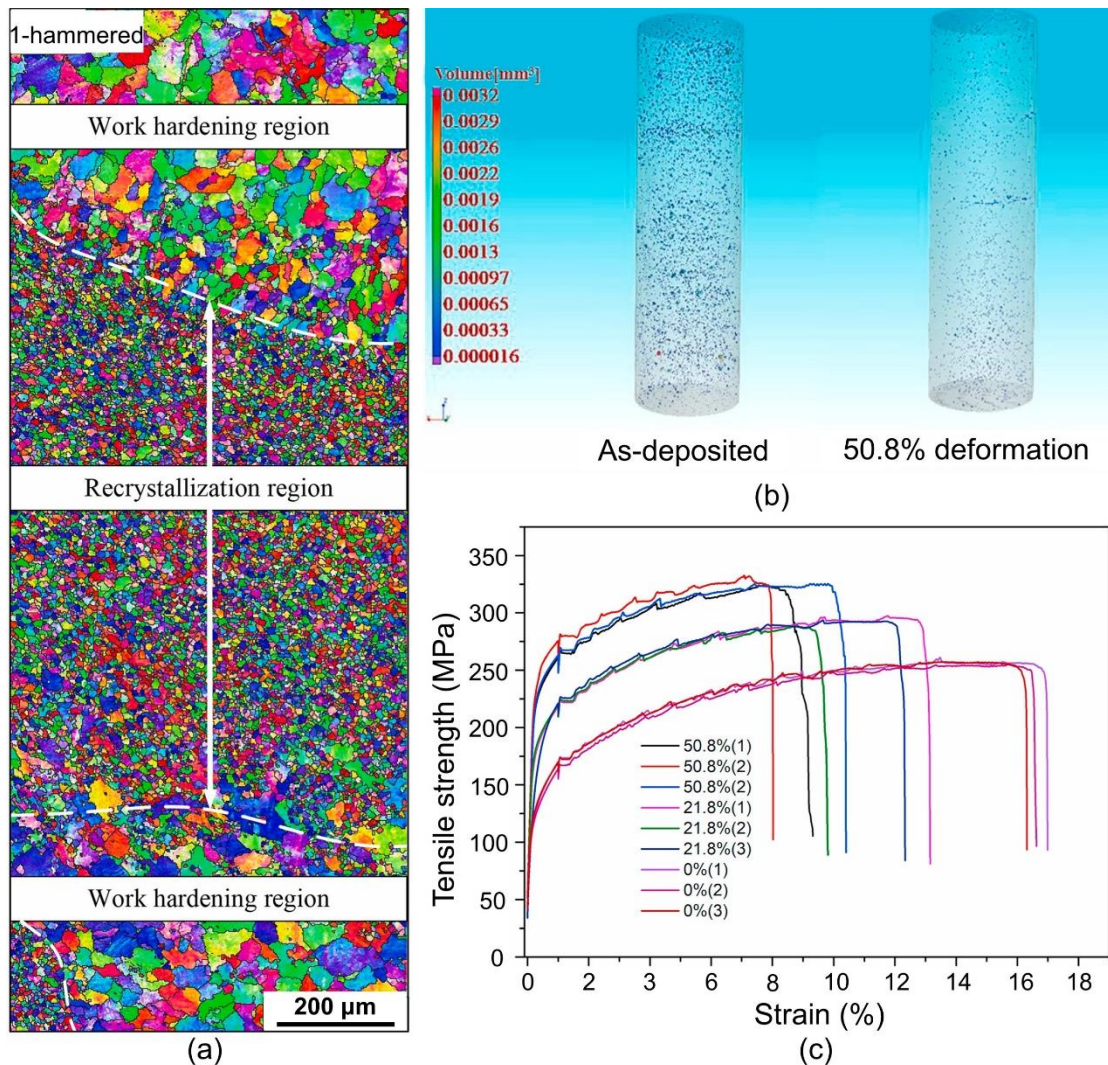 1-hammered
Work hardening region
Recrystallization region
Work hardening region
200 μm
(a)
Volume[mm³]
0.0032
0.0029
0.0026
0.0022
0.0019
0.0016
0.0013
0.00097
0.00065
0.00033
0.000016
z
As-deposited
50.8% deformation
(b)
Tensile strength (MPa)
350
300
250
200
150
100
50
0
50.8%(1)
50.8%(2)
50.8%(2)
21.8%(1)
21.8%(2)
21.8%(3)
0%(1)
0%(2)
0%(3)
0 2 3 4 6 8 10 12 13 14 16 18
Strain (%)
(c)